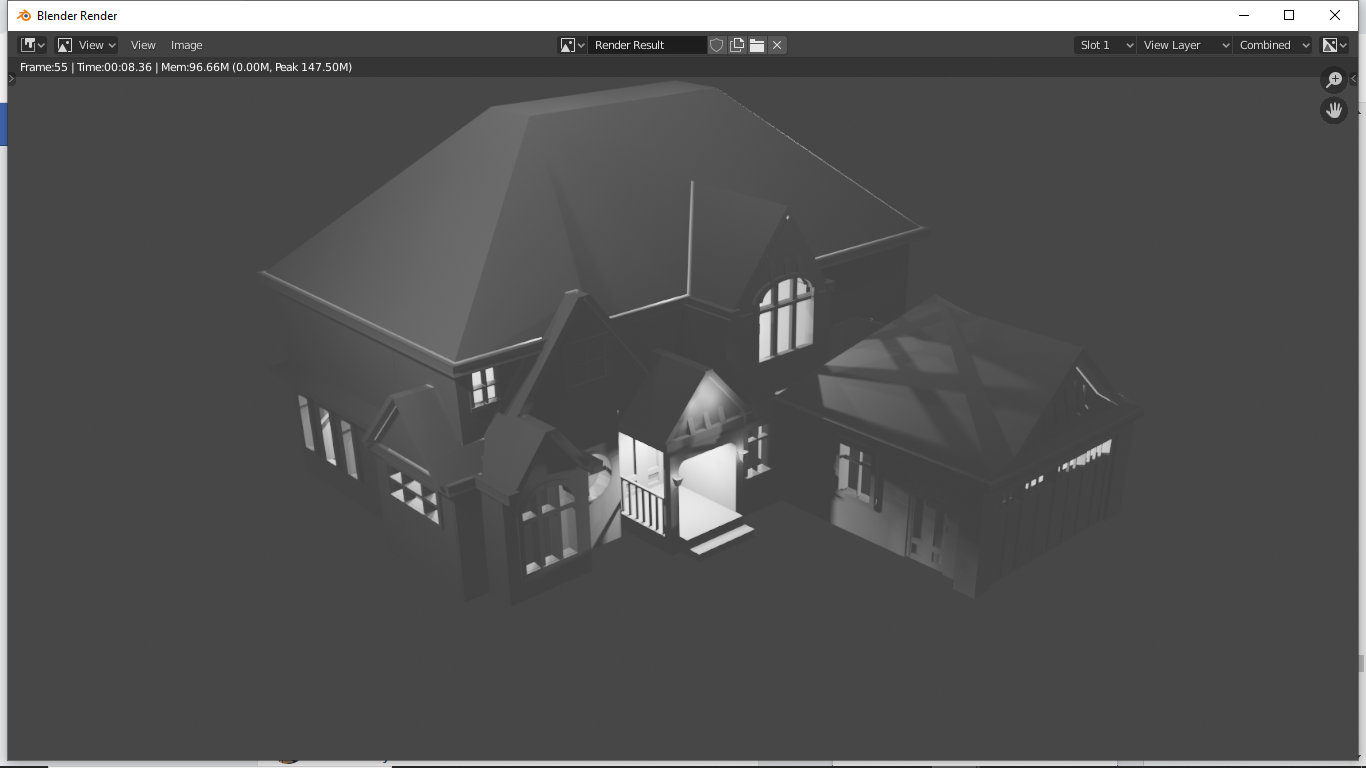 Blender Render
View View Image Render Result Slot 1 View Layer Combined
Frame:55 | Time:00:08.36 | Mem:96.66M (0.00M, Peak 147.50M)